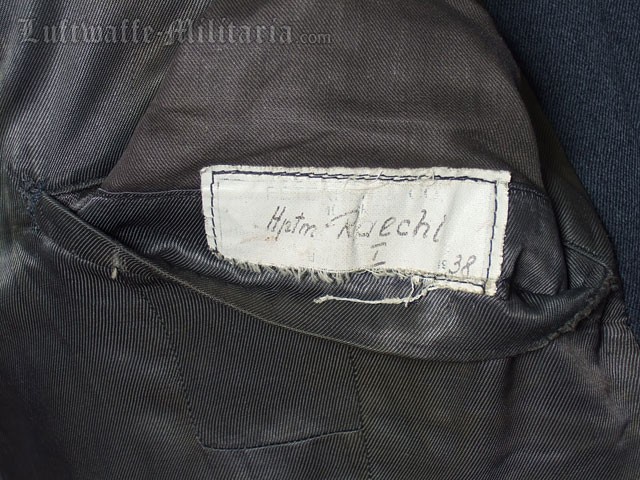 Luftwaffe-Militaria.com
Hptm Ruechl
I
38